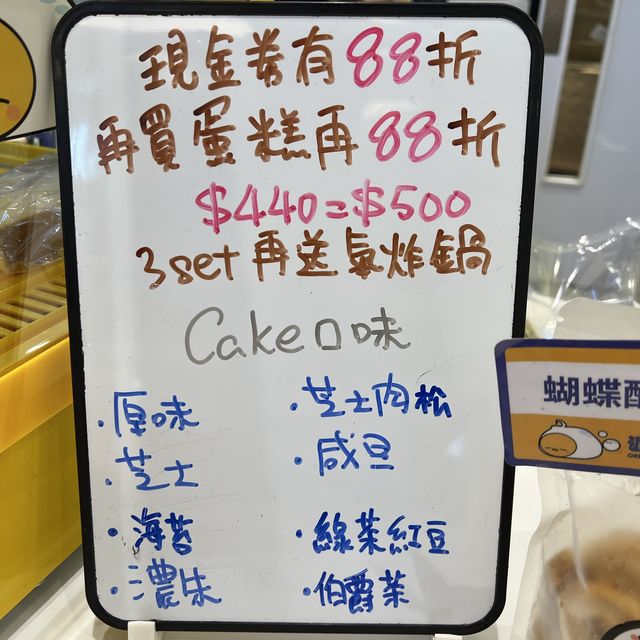 現金券有88折
再買蛋糕再88折
$440=$500
3set再送氣炸鍋
Cake口味
·原味
·芝士
·海苔
·濃朱
·芝士肉松
·咸旦
·綠茶紅豆
·伯爵茶
蝴蝶酥